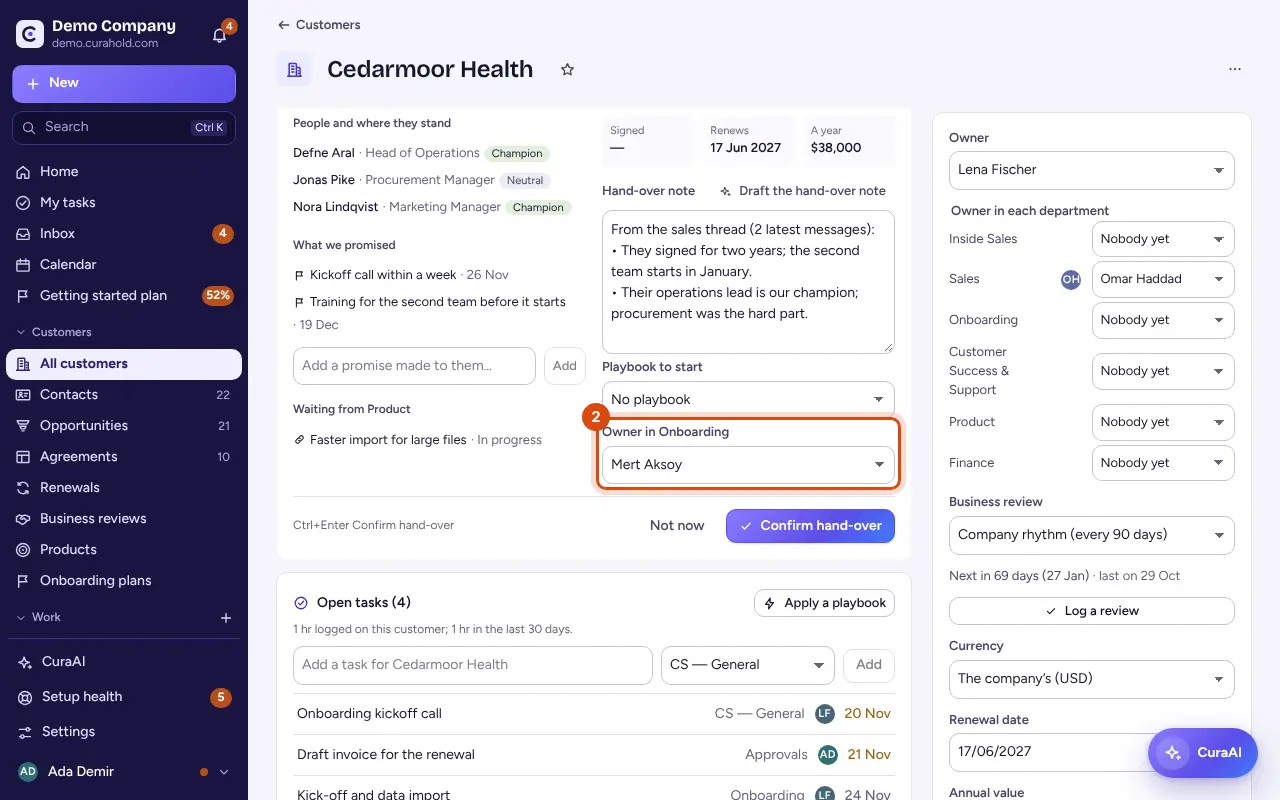 Demo Company
demo.curahold.com
4
New
Search
Ctrl K
Home
My tasks
Inbox
4
Calendar
Getting started plan
52%
Customers
All customers
Contacts
22
Opportunities
21
Agreements
10
Renewals
Business reviews
Products
Onboarding plans
Work
CuraAI
Setup health
5
Settings
AD
Ada Demir
Customers
Cedarmoor Health
People and where they stand
Defne Aral · Head of Operations
Champion
Jonas Pike · Procurement Manager
Neutral
Nora Lindqvist · Marketing Manager
Champion
What we promised
Kickoff call within a week · 26 Nov
Training for the second team before it starts
· 19 Dec
Add a promise made to them...
Add
Waiting from Product
Faster import for large files · In progress
Signed
—
Renews
17 Jun 2027
A year
$38,000
Hand-over note
Draft the hand-over note
From the sales thread (2 latest messages):
• They signed for two years; the second
team starts in January.
• Their operations lead is our champion;
procurement was the hard part.
Playbook to start
No playbook
2
Owner in Onboarding
Mert Aksoy
Ctrl+Enter Confirm hand-over
Not now
Confirm hand-over
Open tasks (4)
Apply a playbook
1 hr logged on this customer; 1 hr in the last 30 days.
Add a task for Cedarmoor Health
CS — General
Add
Onboarding kickoff call
CS — General
LF
20 Nov
Draft invoice for the renewal
Approvals
AD
21 Nov
Kick-off and data import
Onboarding
LF
24 Nov
Owner
Lena Fischer
Owner in each department
Inside Sales
Nobody yet
Sales
OH
Omar Haddad
Onboarding
Nobody yet
Customer
Success &
Support
Nobody yet
Product
Nobody yet
Finance
Nobody yet
Business review
Company rhythm (every 90 days)
Next in 69 days (27 Jan) · last on 29 Oct
Log a review
Currency
The company's (USD)
Renewal date
17/06/2027
CuraAI
Annual value